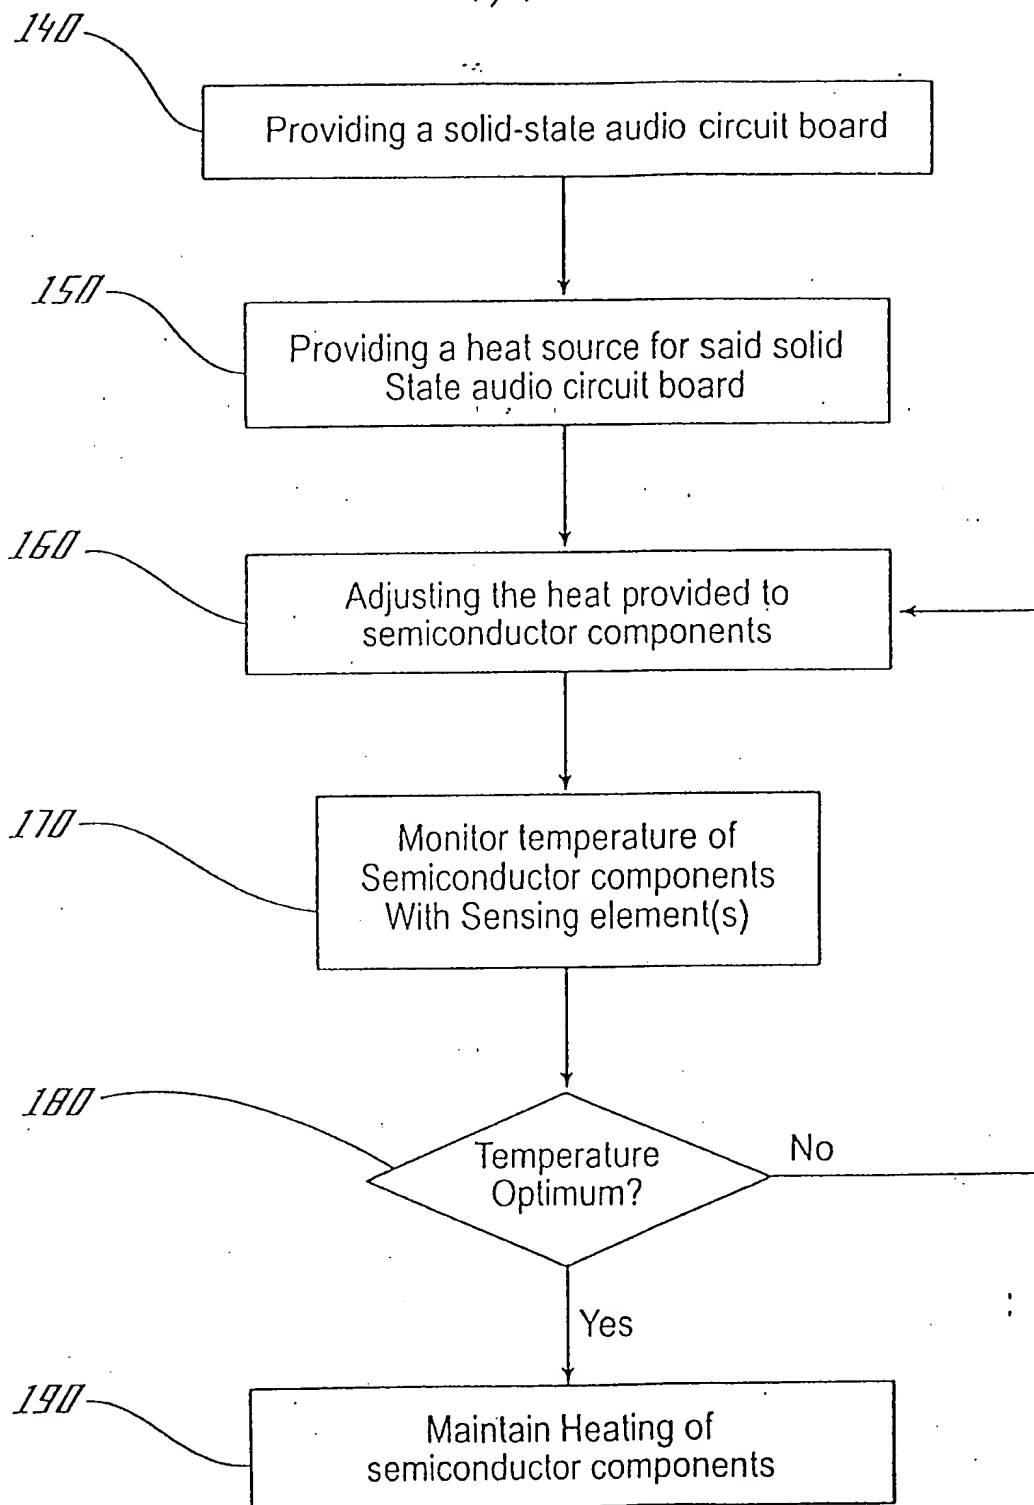 140
Providing a solid-state audio circuit board
150
Providing a heat source for said solid
State audio circuit board
160
Adjusting the heat provided to
semiconductor components
170
Monitor temperature of
Semiconductor components
With Sensing element(s)
180
Temperature
Optimum?
No
Yes
190
Maintain Heating of
semiconductor components